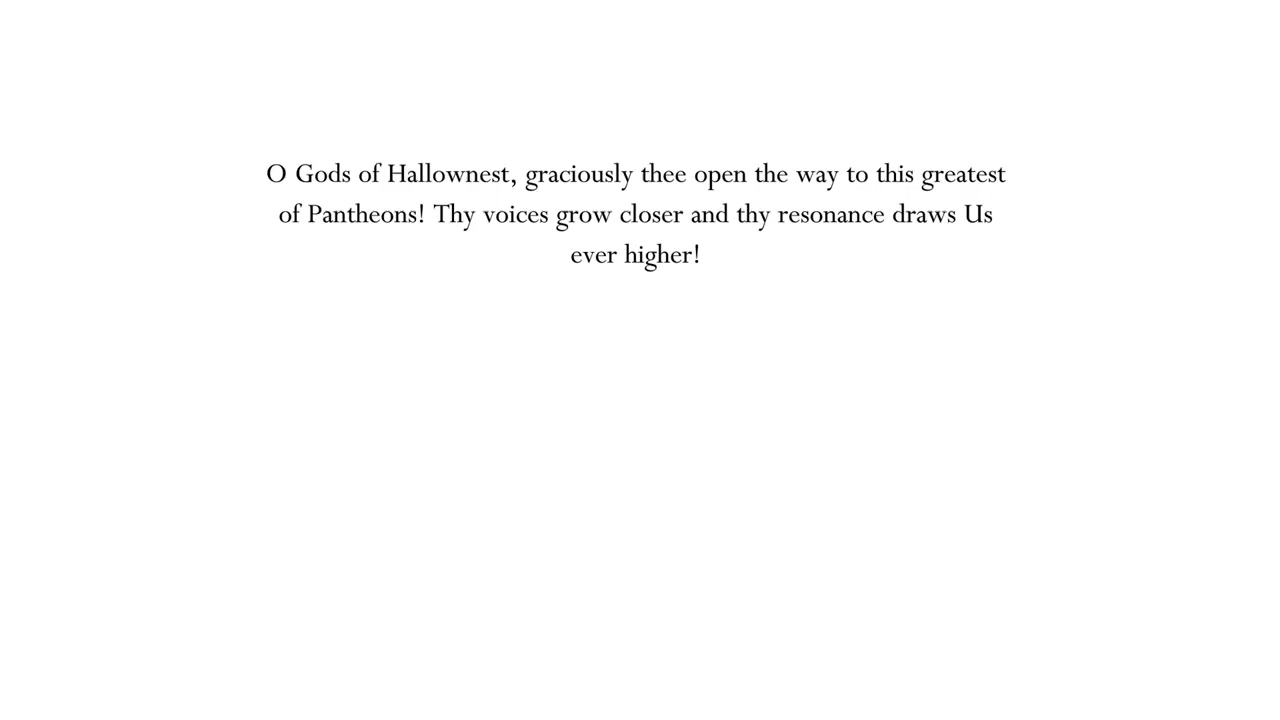 O Gods of Hallownest, graciously thee open the way to this greatest
of Pantheons! Thy voices grow closer and thy resonance draws Us
ever higher!